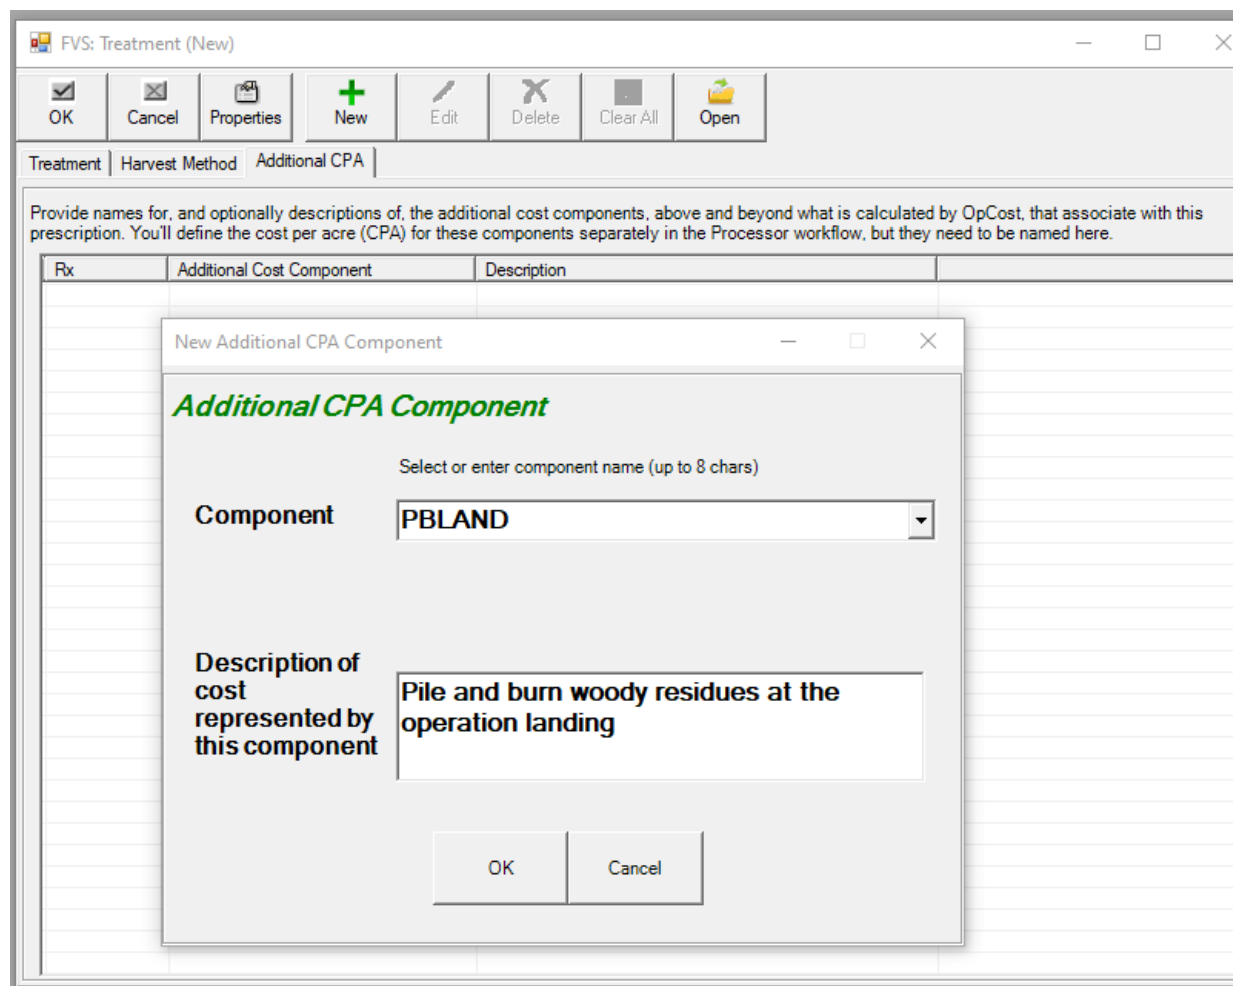 FVS: Treatment (New)
OK Cancel Properties New Edit Delete Clear All Open
Treatment Harvest Method Additional CPA
Provide names for, and optionally descriptions of, the additional cost components, above and beyond what is calculated by OpCost, that associate with this
prescription. You'll define the cost per acre (CPA) for these components separately in the Processor workflow, but they need to be named here.
Rx Additional Cost Component Description
New Additional CPA Component
Additional CPA Component
Select or enter component name (up to 8 chars)
Component PBLAND
Description of
cost
represented by
this component
Pile and burn woody residues at the
operation landing
OK Cancel